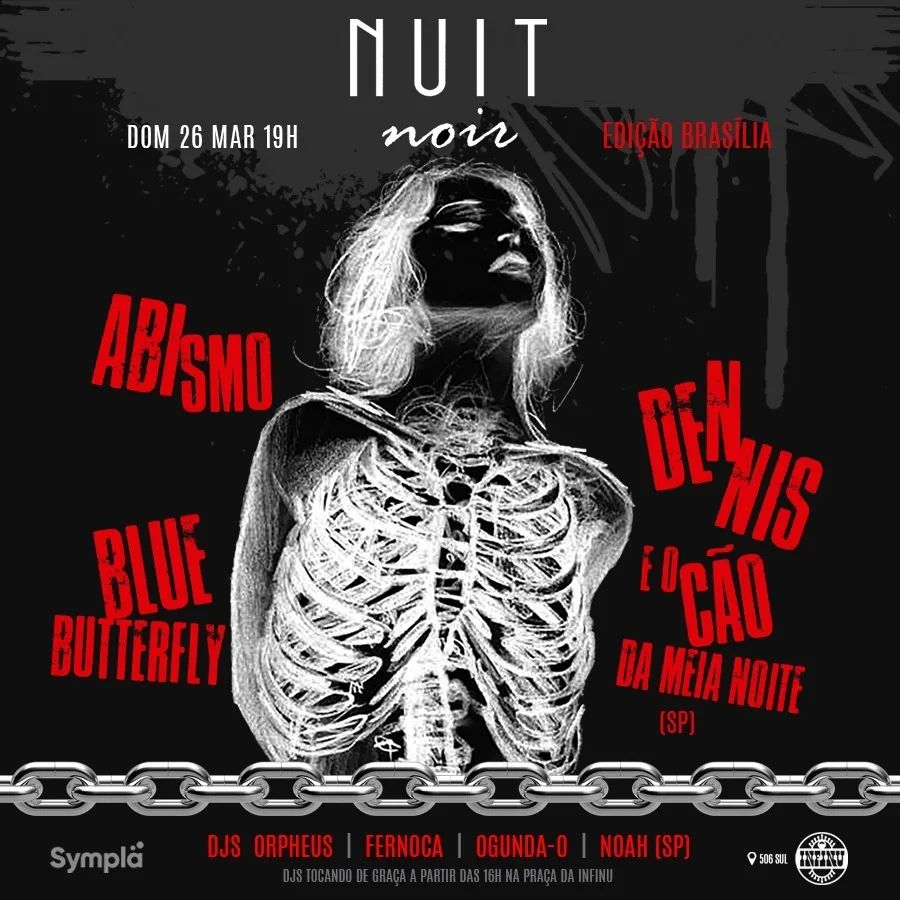 NUIT
noir
DOM 26 MAR 19H
EDIÇÃO BRASÍLIA
ABISMO
BLUE
BUTTERFLY
DENNIS
E O CÃO
DA MEIA NOITE
(SP)
Sympla
DJS ORPHEUS | FERNOCA | OGUNDA-O | NOAH (SP)
DJS TOCANDO DE GRAÇA A PARTIR DAS 16H NA PRAÇA DA INFINU
506 SUL
INFINU